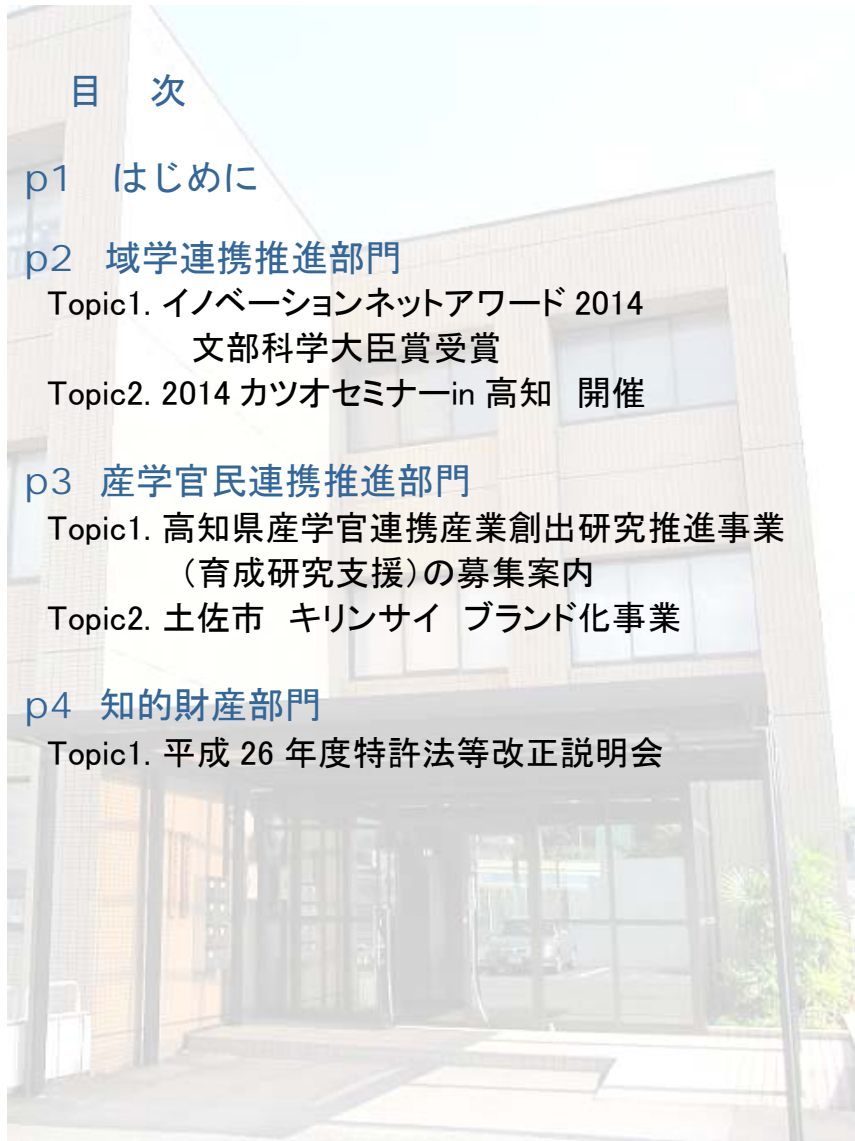 目　次
p1　はじめに
p2　域学連携推進部門
Topic1. イノベーションネットアワード 2014
文部科学大臣賞受賞
Topic2. 2014 カツオセミナーin 高知　開催
p3　産学官民連携推進部門
Topic1. 高知県産学官連携産業創出研究推進事業
（育成研究支援）の募集案内
Topic2. 土佐市　キリンサイ　ブランド化事業
p4　知的財産部門
Topic1. 平成 26 年度特許法等改正説明会